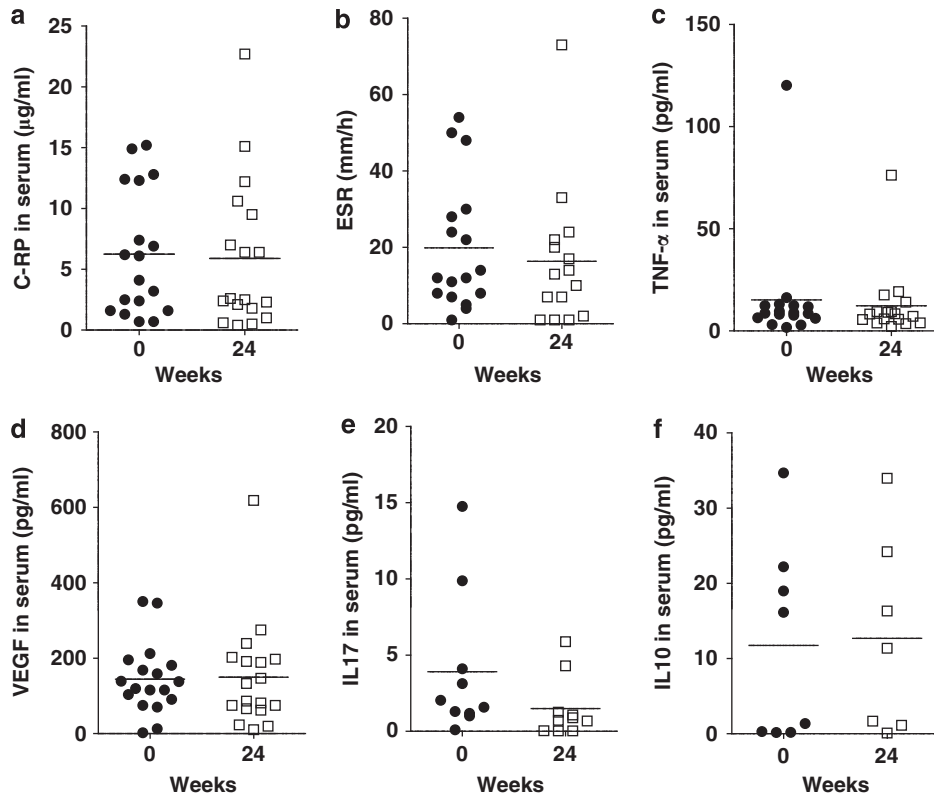 a
C-RP in serum (μg/ml)
25
20
15
10
5
0
0 24
Weeks
b
ESR (mm/h)
80
60
40
20
0
0 24
Weeks
c
TNF-α in serum (pg/ml)
150
100
50
0
0 24
Weeks
d
VEGF in serum (pg/ml)
800
600
400
200
0
0 24
Weeks
e
IL17 in serum (pg/ml)
20
15
10
5
0
0 24
Weeks
f
IL10 in serum (pg/ml)
40
30
20
10
0
0 24
Weeks